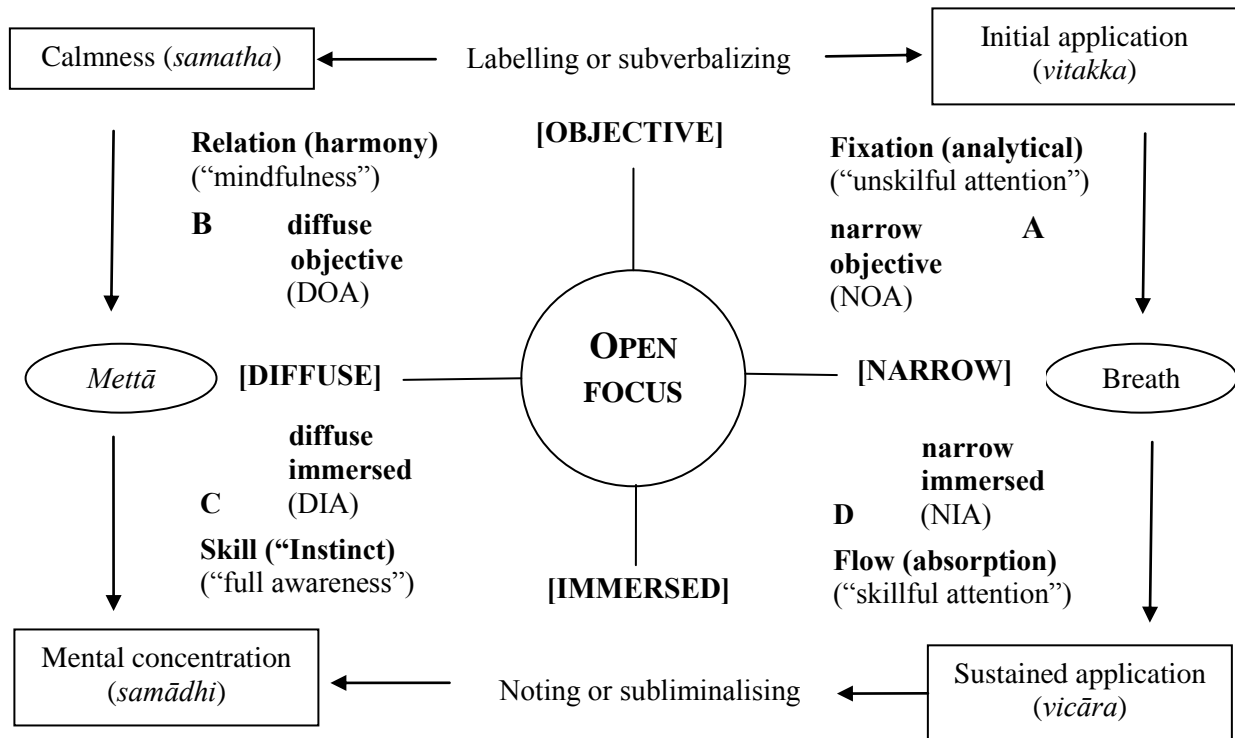 Calmness (samatha)
Labelling or subverbalizing
Initial application
(vitakka)
[OBJECTIVE]
Relation (harmony)
(“mindfulness”)
B
diffuse
objective
(DOA)
Fixation (analytical)
(“unskilful attention”)
narrow
objective
(NOA)
A
Mettā
[DIFFUSE]
OPEN
FOCUS
[NARROW]
Breath
diffuse
immersed
(DIA)
C
Skill (“Instinct)
(“full awareness”)
narrow
immersed
(NIA)
D
Flow (absorption)
(“skillful attention”)
[IMMERSED]
Mental concentration
(samādhi)
Noting or subliminalising
Sustained application
(vicāra)